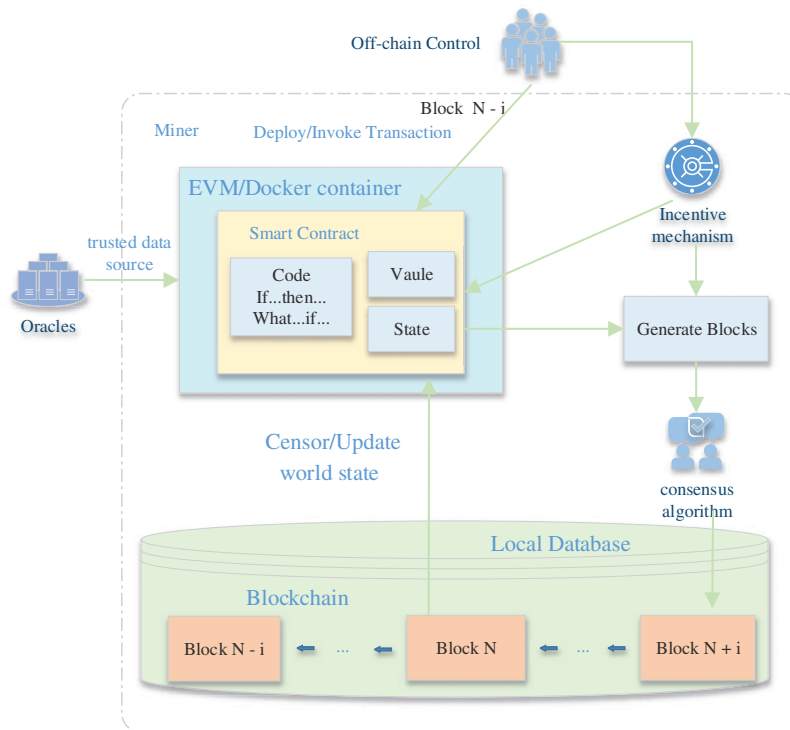 Off-chain Control
Block N - i
Miner
Deploy/Invoke Transaction
EVM/Docker container
Smart Contract
Code
If...then...
What...if...
Vaule
State
trusted data
source
Oracles
Incentive
mechanism
Generate Blocks
consensus
algorithm
Censor/Update
world state
Local Database
Blockchain
Block N - i
...
Block N
...
Block N + i